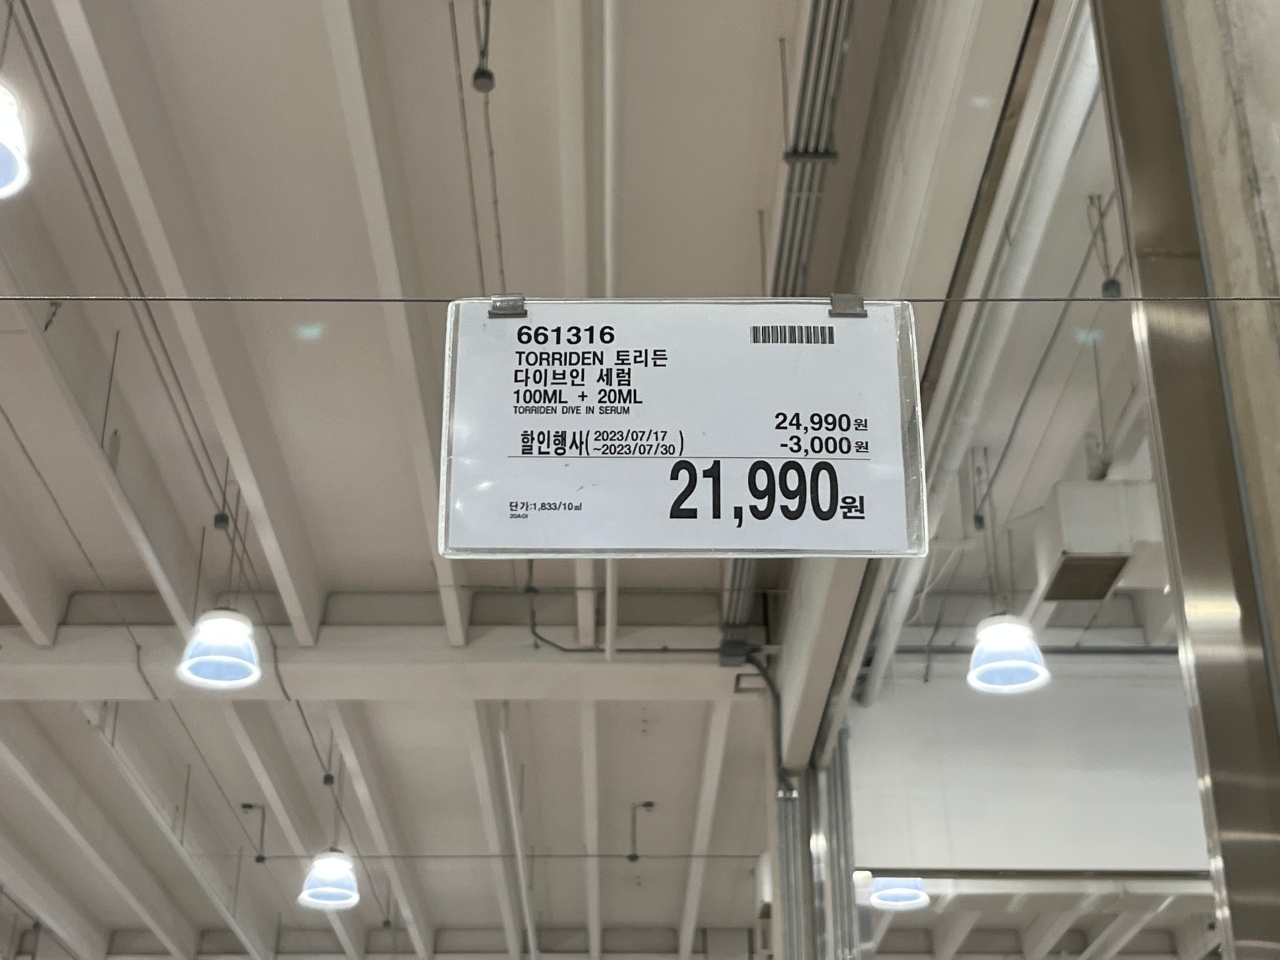 661316
TORRIDEN 토리든
다이브인 세럼
100ML + 20ML
TORRIDEN DIVE IN SERUM
24,990원
할인행사(2023/07/17 ~2023/07/30) -3,000원
21,990원
단가:1,833/10㎖